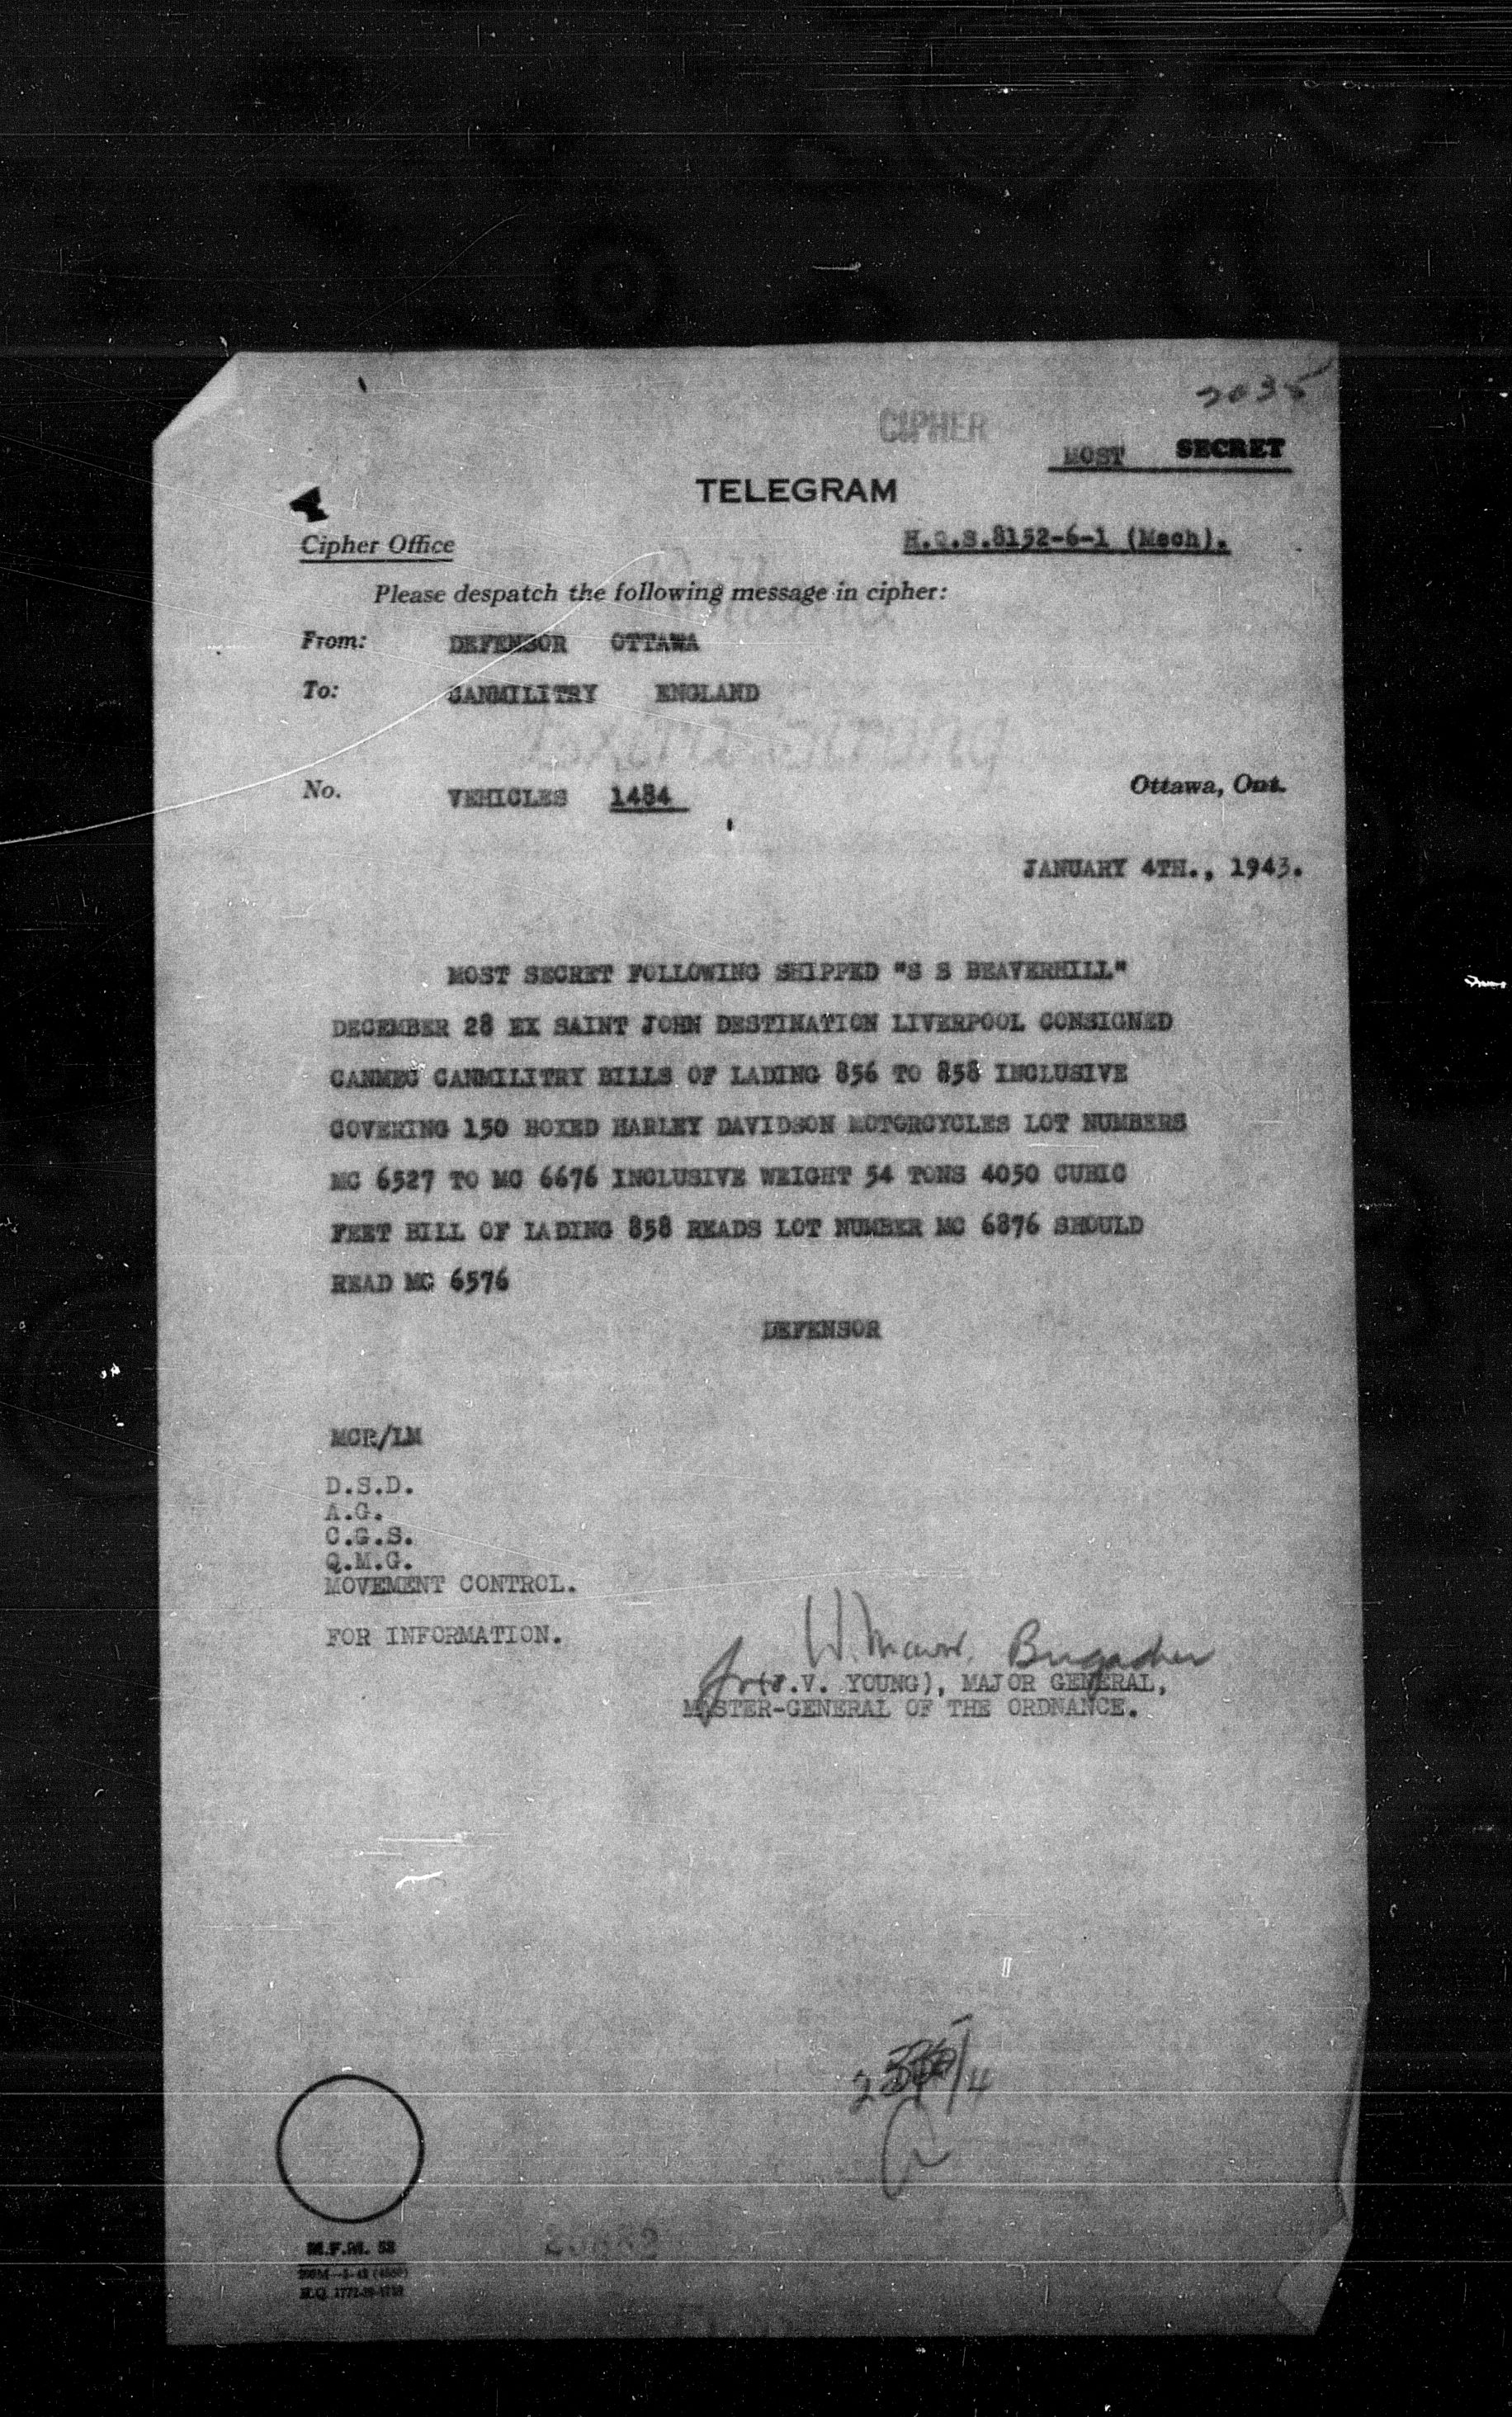 2035
CIPHER
MOST SECRET
TELEGRAM
Cipher Office
H.Q.S.8152-6-1 (Mech).
Please despatch the following message in cipher:
From: DEFENSOR OTTAWA
To: CANMILITRY ENGLAND
Extra Strong
No. VEHICLES 1484
Ottawa, Ont.
JANUARY 4TH., 1943.
MOST SECRET FOLLOWING SHIPPED "S S BEAVERHILL"
DECEMBER 28 EX SAINT JOHN DESTINATION LIVERPOOL CONSIGNED
CANMEC CANMILITRY BILLS OF LADING 856 TO 858 INCLUSIVE
COVERING 150 BOXED HARLEY DAVIDSON MOTORCYCLES LOT NUMBERS
MC 6527 TO MC 6676 INCLUSIVE WEIGHT 54 TONS 4050 CUBIC
FEET BILL OF LADING 858 READS LOT NUMBER MC 6876 SHOULD
READ MC 6576
DEFENSOR
MCR/LM
D.S.D.
A.G.
C.G.S.
Q.M.G.
MOVEMENT CONTROL.
FOR INFORMATION.
Brigadier
for (J.V. YOUNG), MAJOR GENERAL,
MASTER-GENERAL OF THE ORDNANCE.
M.F.M. 52